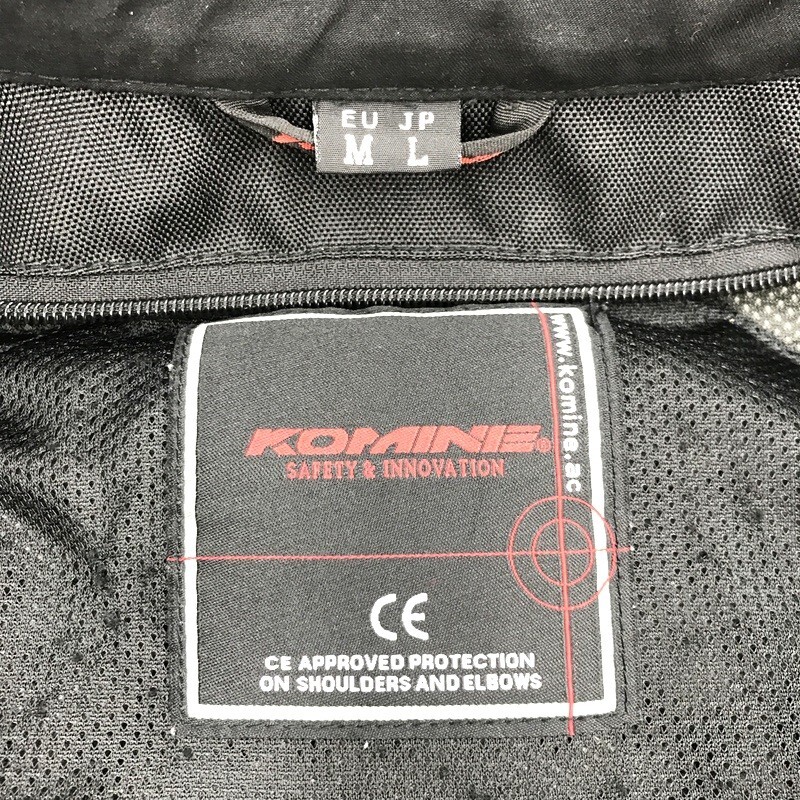 EU JP
M L
KOMINE®
SAFETY & INNOVATION
www.komine.ac
CE
CE APPROVED PROTECTION
ON SHOULDERS AND ELBOWS